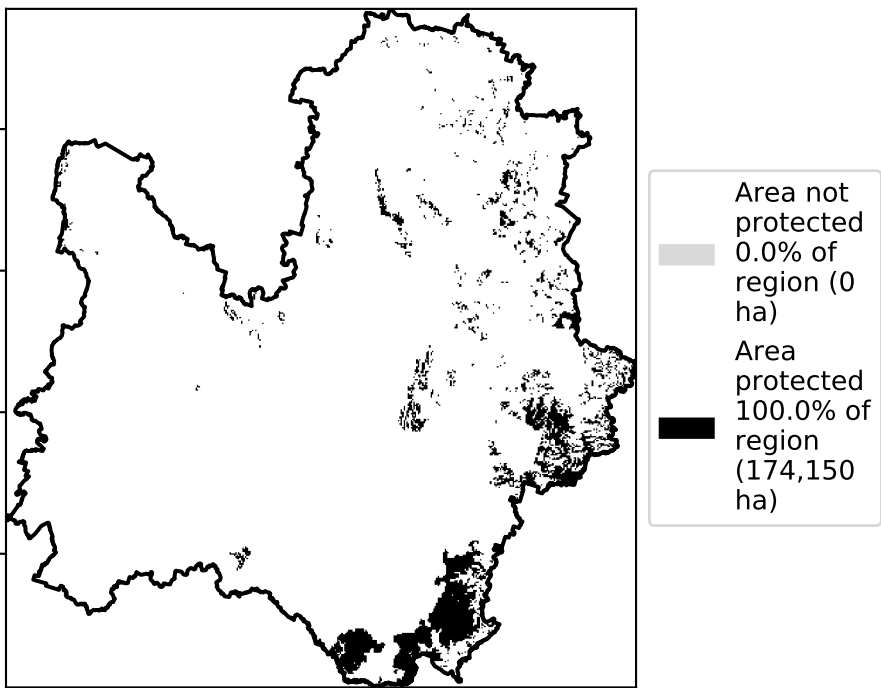 Area not
protected
0.0% of
region (0
ha)
Area
protected
100.0% of
region
(174,150
ha)